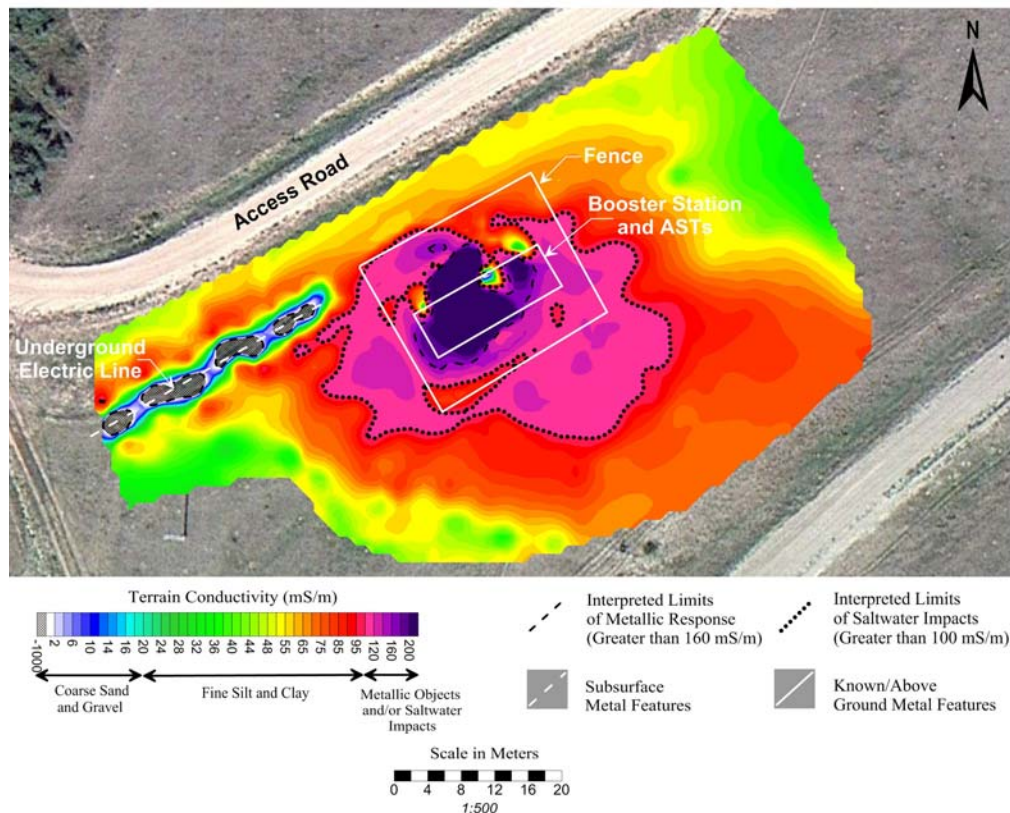 N
Fence
Access Road
Booster Station
and ASTs
Underground
Electric Line
Terrain Conductivity (mS/m)
-1000 2 6 10 14 18 20 24 28 32 36 40 44 48 55 65 75 85 95 120 160 200
Coarse Sand
and Gravel
Fine Silt and Clay
Metallic Objects
and/or Saltwater
Impacts
Interpreted Limits
of Metallic Response
(Greater than 160 mS/m)
Interpreted Limits
of Saltwater Impacts
(Greater than 100 mS/m)
Subsurface
Metal Features
Known/Above
Ground Metal Features
Scale in Meters
0 4 8 12 16 20
1:500